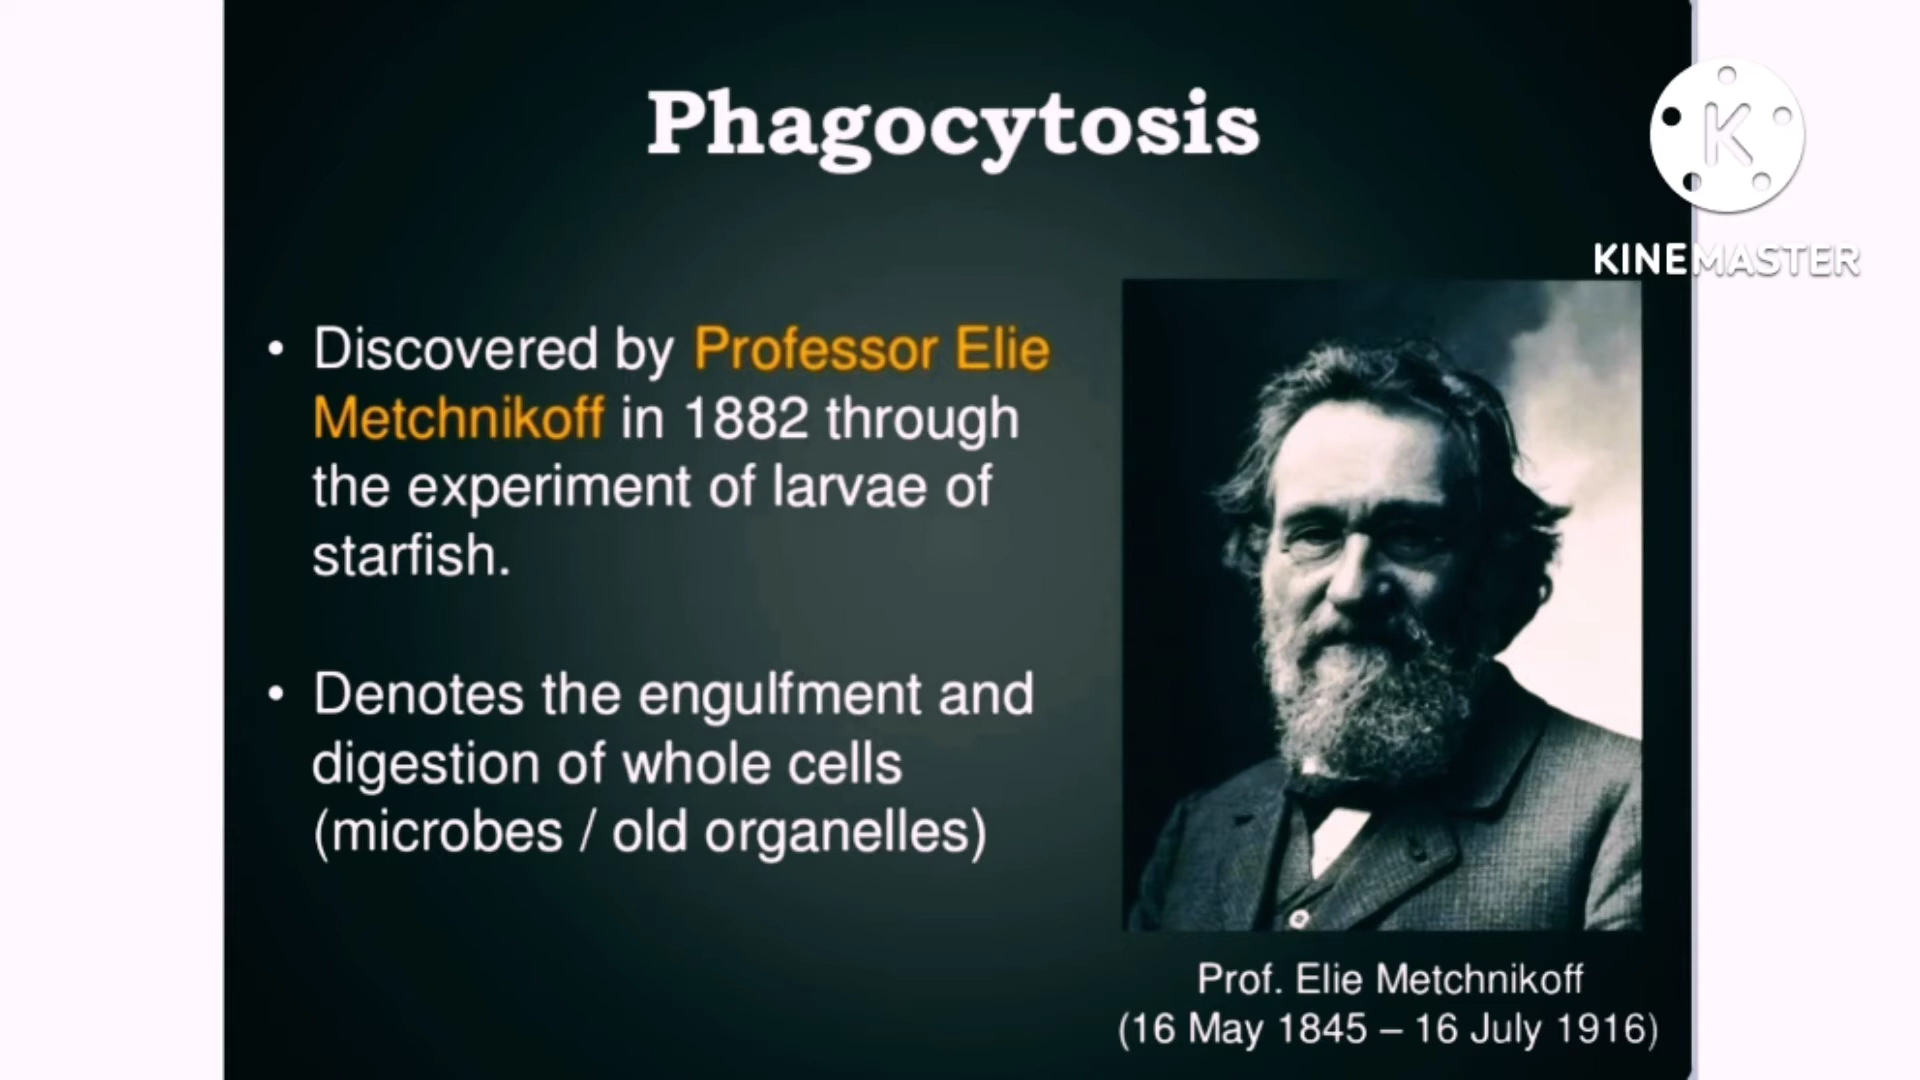 Phagocytosis
K
KINEMASTER
• Discovered by Professor Elie
Metchnikoff in 1882 through
the experiment of larvae of
starfish.
• Denotes the engulfment and
digestion of whole cells
(microbes / old organelles)
Prof. Elie Metchnikoff
(16 May 1845 – 16 July 1916)